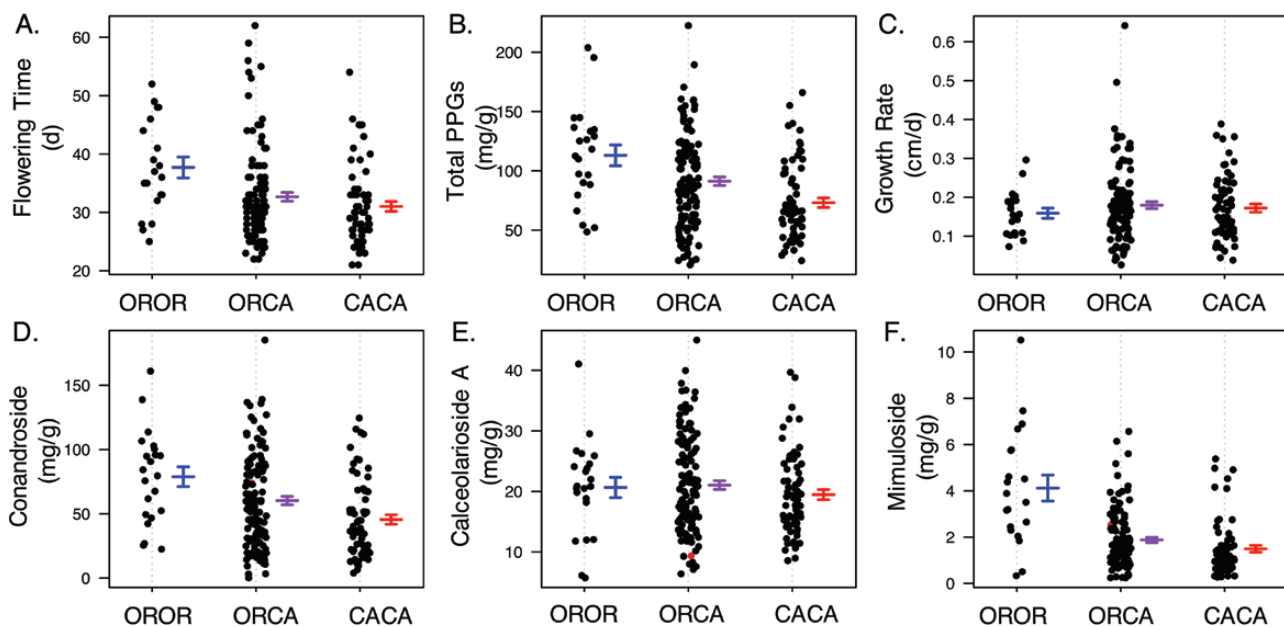 A.
Flowering Time
(d)
60
50
40
30
20
OROR
ORCA
CACA
B.
Total PPGs
(mg/g)
200
150
100
50
OROR
ORCA
CACA
C.
Growth Rate
(cm/d)
0.6
0.5
0.4
0.3
0.2
0.1
OROR
ORCA
CACA
D.
Conandroside
(mg/g)
150
100
50
0
OROR
ORCA
CACA
E.
Calceolarioside A
(mg/g)
40
30
20
10
OROR
ORCA
CACA
F.
Mimuloside
(mg/g)
10
8
6
4
2
0
OROR
ORCA
CACA